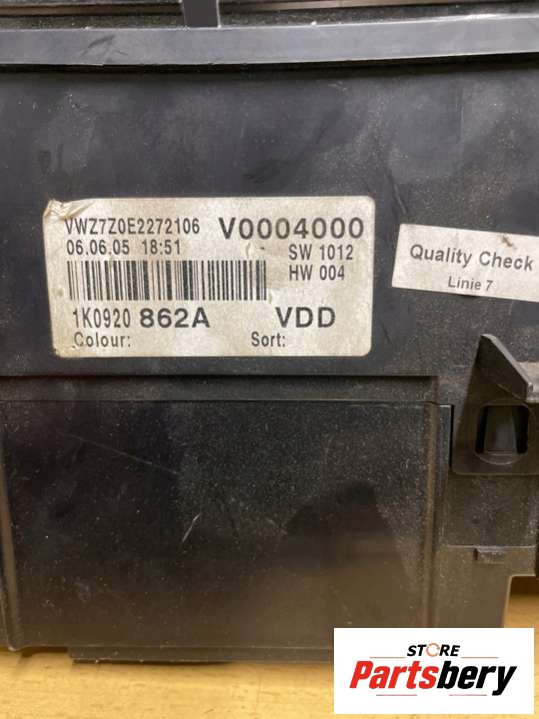 VWZ7Z0E2272106 V0004000
06.06.05 18:51 - SW 1012
HW 004
1K0920 862A VDD
Colour: Sort:
Quality Check
Linie 7
STORE
Partsbery